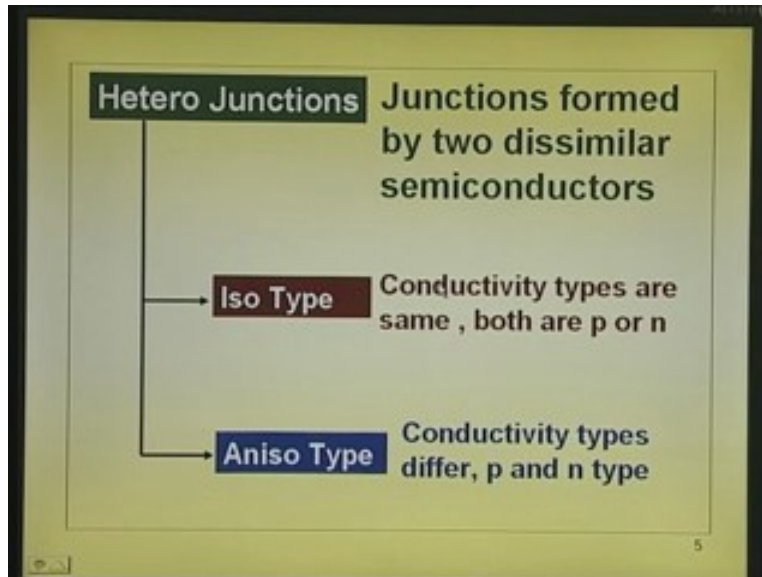 Hetero Junctions
Junctions formed
by two dissimilar
semiconductors
Iso Type
Conductivity types are
same , both are p or n
Aniso Type
Conductivity types
differ, p and n type
5